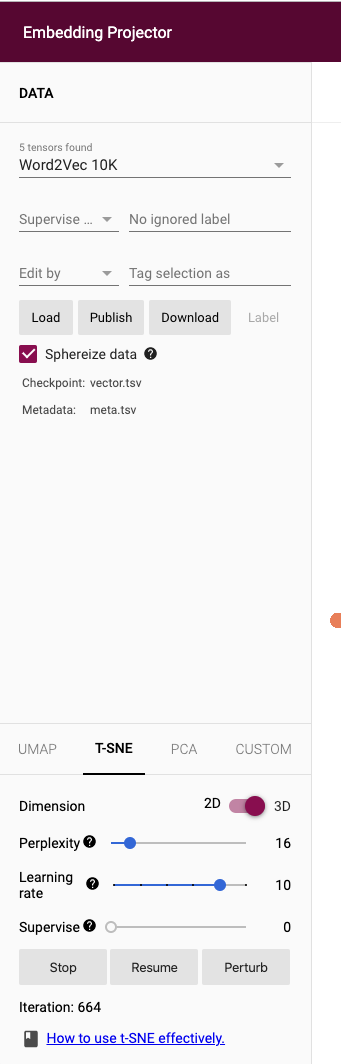 Embedding Projector
DATA
5 tensors found
Word2Vec 10K
Supervise ... No ignored label
Edit by Tag selection as
Load Publish Download Label
Sphereize data ?
Checkpoint: vector.tsv
Metadata: meta.tsv
UMAP T-SNE PCA CUSTOM
Dimension 2D 3D
Perplexity ? 16
Learning
rate ? 10
Supervise ? 0
Stop Resume Perturb
Iteration: 664
How to use t-SNE effectively.